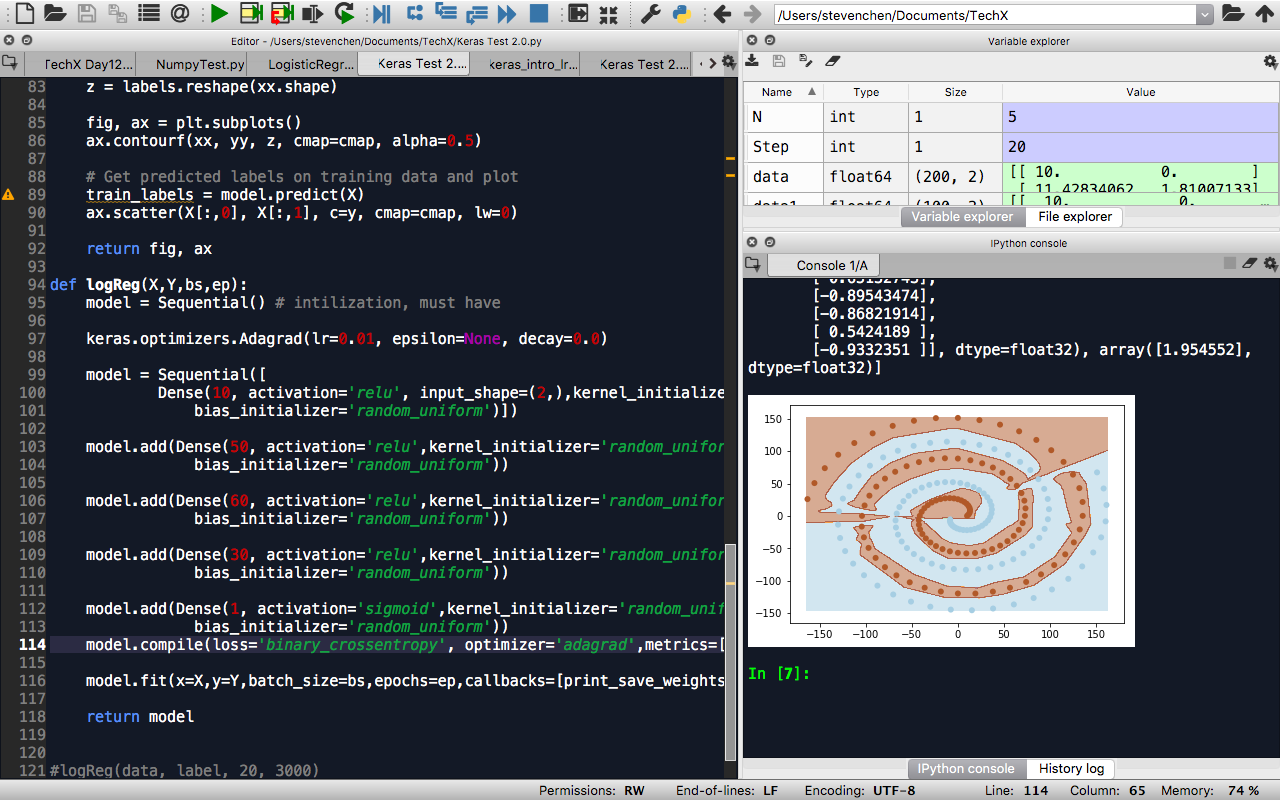 /Users/stevenchen/Documents/TechX
Editor - /Users/stevenchen/Documents/TechX/Keras Test 2.0.py
TechX Day12... NumpyTest.py LogisticRegr... Keras Test 2.... keras_intro_lr... Keras Test 2....
83 z = labels.reshape(xx.shape)
84
85 fig, ax = plt.subplots()
86 ax.contourf(xx, yy, z, cmap=cmap, alpha=0.5)
87
88 # Get predicted labels on training data and plot
89 train_labels = model.predict(X)
90 ax.scatter(X[:,0], X[:,1], c=y, cmap=cmap, lw=0)
91
92 return fig, ax
93
94 def logReg(X,Y,bs,ep):
95 model = Sequential() # intilization, must have
96
97 keras.optimizers.Adagrad(lr=0.01, epsilon=None, decay=0.0)
98
99 model = Sequential([
100 Dense(10, activation='relu', input_shape=(2,),kernel_initialize
101 bias_initializer='random_uniform')])
102
103 model.add(Dense(50, activation='relu',kernel_initializer='random_unifor
104 bias_initializer='random_uniform'))
105
106 model.add(Dense(60, activation='relu',kernel_initializer='random_unifor
107 bias_initializer='random_uniform'))
108
109 model.add(Dense(30, activation='relu',kernel_initializer='random_unifor
110 bias_initializer='random_uniform'))
111
112 model.add(Dense(1, activation='sigmoid',kernel_initializer='random_unif
113 bias_initializer='random_uniform'))
114 model.compile(loss='binary_crossentropy', optimizer='adagrad',metrics=[
115
116 model.fit(x=X,y=Y,batch_size=bs,epochs=ep,callbacks=[print_save_weights
117
118 return model
119
120
121 #logReg(data, label, 20, 3000)
Variable explorer
Name Type Size Value
N int 1 5
Step int 1 20
data float64 (200, 2) [[ 10. 0. ]
[ 11.42834062 1.81007133]
data1 float64 (100, 2) [[ 10. 0. ...
Variable explorer File explorer
IPython console
Console 1/A
[-0.89543474],
[-0.86821914],
[ 0.5424189 ],
[-0.9332351 ]], dtype=float32), array([1.954552],
dtype=float32)]
150
100
50
0
−50
−100
−150
−150 −100 −50 0 50 100 150
In [7]:
IPython console History log
Permissions: RW End-of-lines: LF Encoding: UTF-8 Line: 114 Column: 65 Memory: 74 %